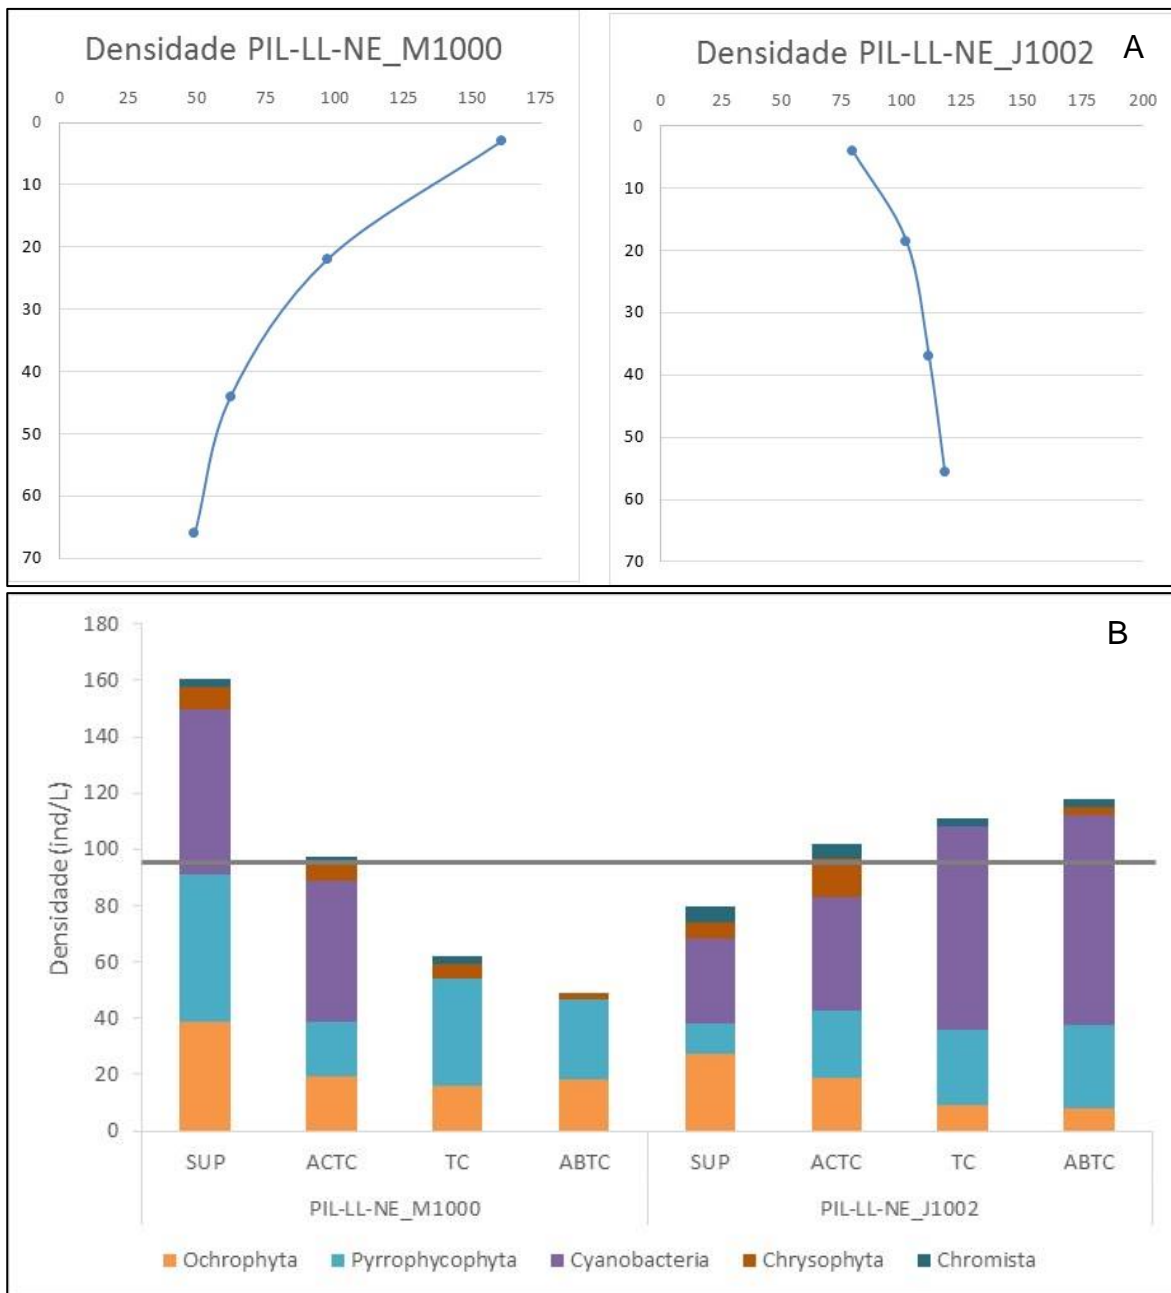 Densidade PIL-LL-NE_M1000
0 25 50 75 100 125 150 175
0
10
20
30
40
50
60
70
Densidade PIL-LL-NE_J1002
A
0 25 50 75 100 125 150 175 200
0
10
20
30
40
50
60
70
B
Densidade (ind/L)
180
160
140
120
100
80
60
40
20
0
SUP ACTC TC ABTC SUP ACTC TC ABTC
PIL-LL-NE_M1000 PIL-LL-NE_J1002
Ochrophyta Pyrrophycophyta Cyanobacteria Chrysophyta Chromista